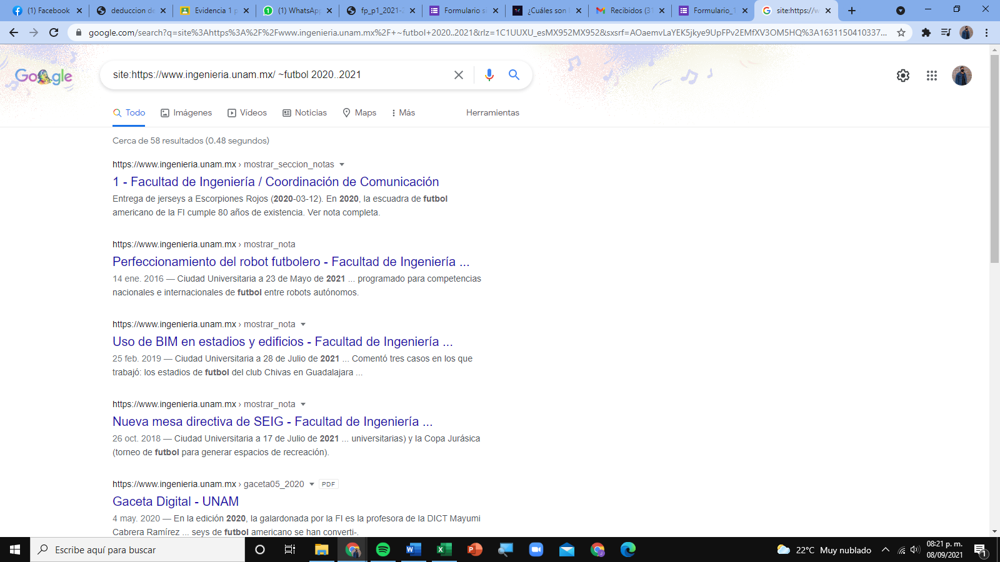 (1) Facebook
deduccion de
Evidencia 1 p
(1) WhatsApp
fp_p1_2021-2
Formulario si
¿Cuáles son l
Recibidos (31
Formulario_1
site:https://w
google.com/search?q=site%3Ahttps%3A%2F%2Fwww.ingenieria.unam.mx%2F+~futbol+2020..2021&rlz=1C1UUXU_esMX952MX952&sxsrf=AOaemvLaYEK5jkye9UpFPv2EMfXV3OM5HQ%3A1631150410337...
Google
site:https://www.ingenieria.unam.mx/ ~futbol 2020..2021
Todo
Imágenes
Vídeos
Noticias
Maps
Más
Herramientas
Cerca de 58 resultados (0.48 segundos)
https://www.ingenieria.unam.mx › mostrar_seccion_notas
1 - Facultad de Ingeniería / Coordinación de Comunicación
Entrega de jerseys a Escorpiones Rojos (2020-03-12). En 2020, la escuadra de futbol
americano de la FI cumple 80 años de existencia. Ver nota completa.
https://www.ingenieria.unam.mx › mostrar_nota
Perfeccionamiento del robot futbolero - Facultad de Ingeniería ...
14 ene. 2016 — Ciudad Universitaria a 23 de Mayo de 2021 ... programado para competencias
nacionales e internacionales de futbol entre robots autónomos.
https://www.ingenieria.unam.mx › mostrar_nota
Uso de BIM en estadios y edificios - Facultad de Ingeniería ...
25 feb. 2019 — Ciudad Universitaria a 28 de Julio de 2021 ... Comentó tres casos en los que
trabajó: los estadios de futbol del club Chivas en Guadalajara ...
https://www.ingenieria.unam.mx › mostrar_nota
Nueva mesa directiva de SEIG - Facultad de Ingeniería ...
26 oct. 2018 — Ciudad Universitaria a 17 de Julio de 2021 ... universitarias) y la Copa Jurásica
(torneo de futbol para generar espacios de recreación).
https://www.ingenieria.unam.mx › gaceta05_2020 PDF
Gaceta Digital - UNAM
4 may. 2020 — En la edición 2020, la galardonada por la FI es la profesora de la DICT Mayumi
Cabrera Ramírez ... seys de futbol americano se han converti-.
Escribe aquí para buscar
22°C Muy nublado
08:21 p. m.
08/09/2021
1